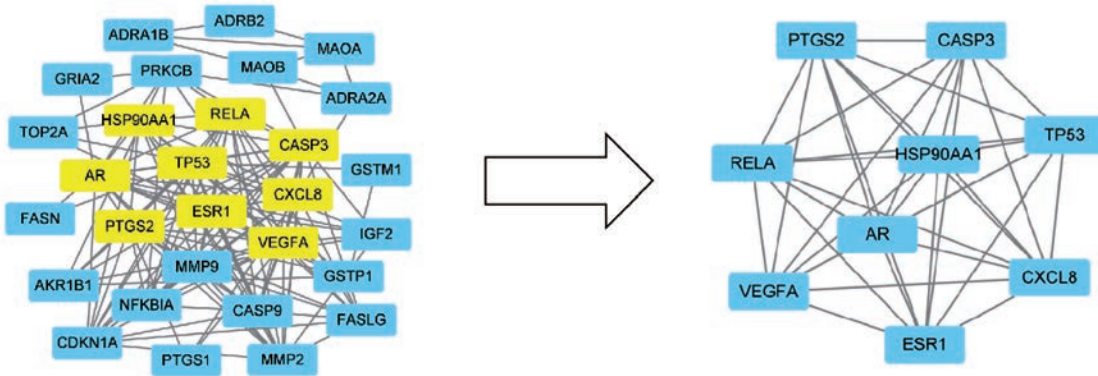 ADRB2
ADRA1B
MAOA
GRIA2
PRKCB
MAOB
ADRA2A
HSP90AA1
RELA
TOP2A
CASP3
TP53
GSTM1
AR
CXCL8
FASN
ESR1
PTGS2
IGF2
VEGFA
MMP9
GSTP1
AKR1B1
NFKBIA
CASP9
FASLG
CDKN1A
PTGS1
MMP2
PTGS2
CASP3
TP53
HSP90AA1
RELA
AR
CXCL8
VEGFA
ESR1